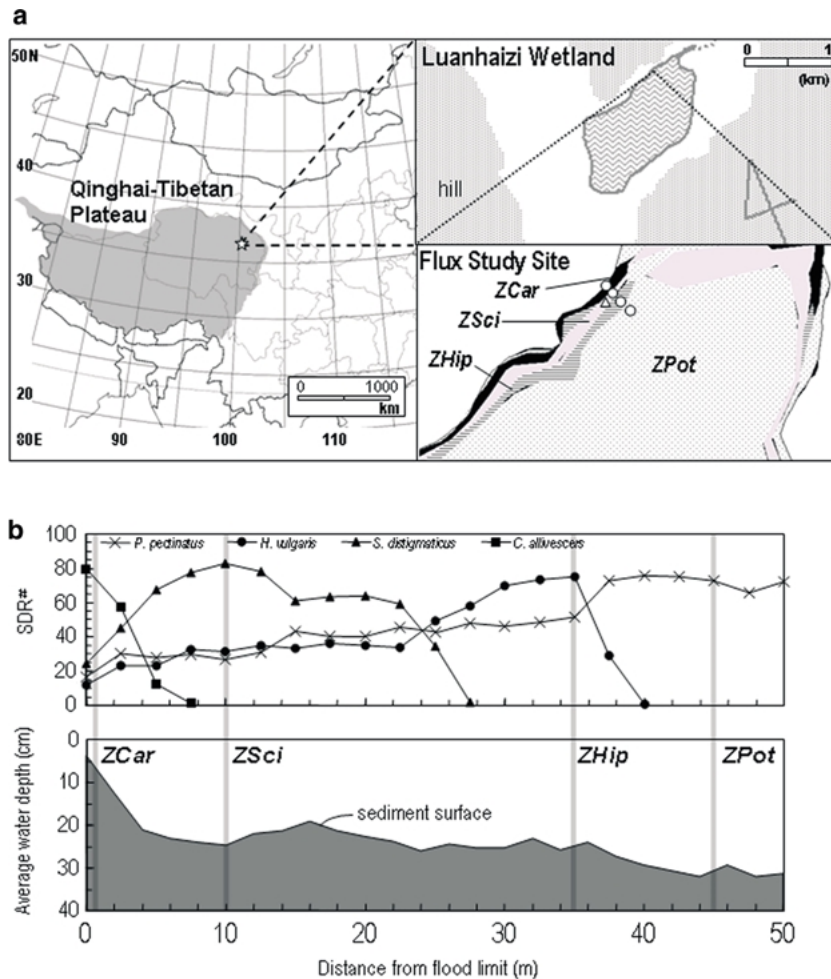 a
50N
40
30
20
80E 90 100 110
Qinghai-Tibetan
Plateau
0 1000
km
Luanhaizi Wetland
0 1
(km)
hill
Flux Study Site
ZCar
ZSci
ZHip
ZPot
b
P. pectinatus H. vulgaris S. distigmaticus C. allivescers
SDR#
100
80
60
40
20
0
Average water depth (cm)
0
10
20
30
40
ZCar ZSci ZHip ZPot
sediment surface
0 10 20 30 40 50
Distance from flood limit (m)